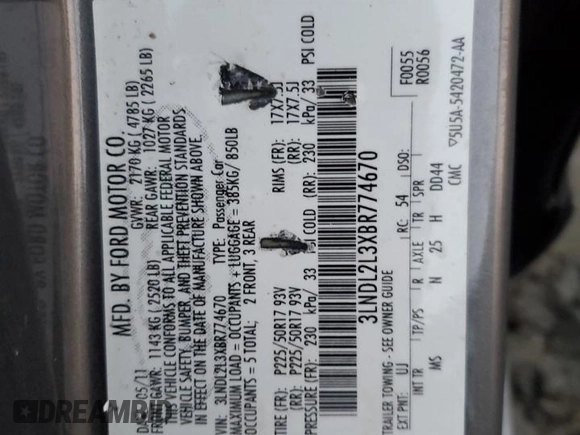 MFD. BY FORD MOTOR CO.
DATE: 05/11 GVWR: 2170 KG ( 4785 LB)
FRONT GAWR: 1143 KG ( 2520 LB) REAR GAWR: 1027 KG ( 2265 LB)
THIS VEHICLE CONFORMS TO ALL APPLICABLE FEDERAL MOTOR
VEHICLE SAFETY, BUMPER, AND THEFT PREVENTION STANDARDS
IN EFFECT ON THE DATE OF MANUFACTURE SHOWN ABOVE.
VIN: 3LNDL2L3XBR774670 TYPE: Passenger Car
MAXIMUM LOAD = OCCUPANTS + LUGGAGE = 385KG/ 850LB
OCCUPANTS = 5 TOTAL: 2 FRONT, 3 REAR
TIRE (FR): P225/50R17 93V RIMS (FR): 17X7.5J
(RR): P225/50R17 93V (RR): 17X7.5J
PRESSURE (FR): 230 kPa/ 33 PSI COLD (RR): 230 kPa/ 33 PSI COLD
3LNDL2L3XBR774670
TRAILER TOWING - SEE OWNER GUIDE
EXT PNT: UJ RC: 54 DSO: F0055
R0056
INT TR TP/PS R AXLE TR SPR
MS N 25 H DD44
CMC 5U5A-5420472-AA
DREAMBID